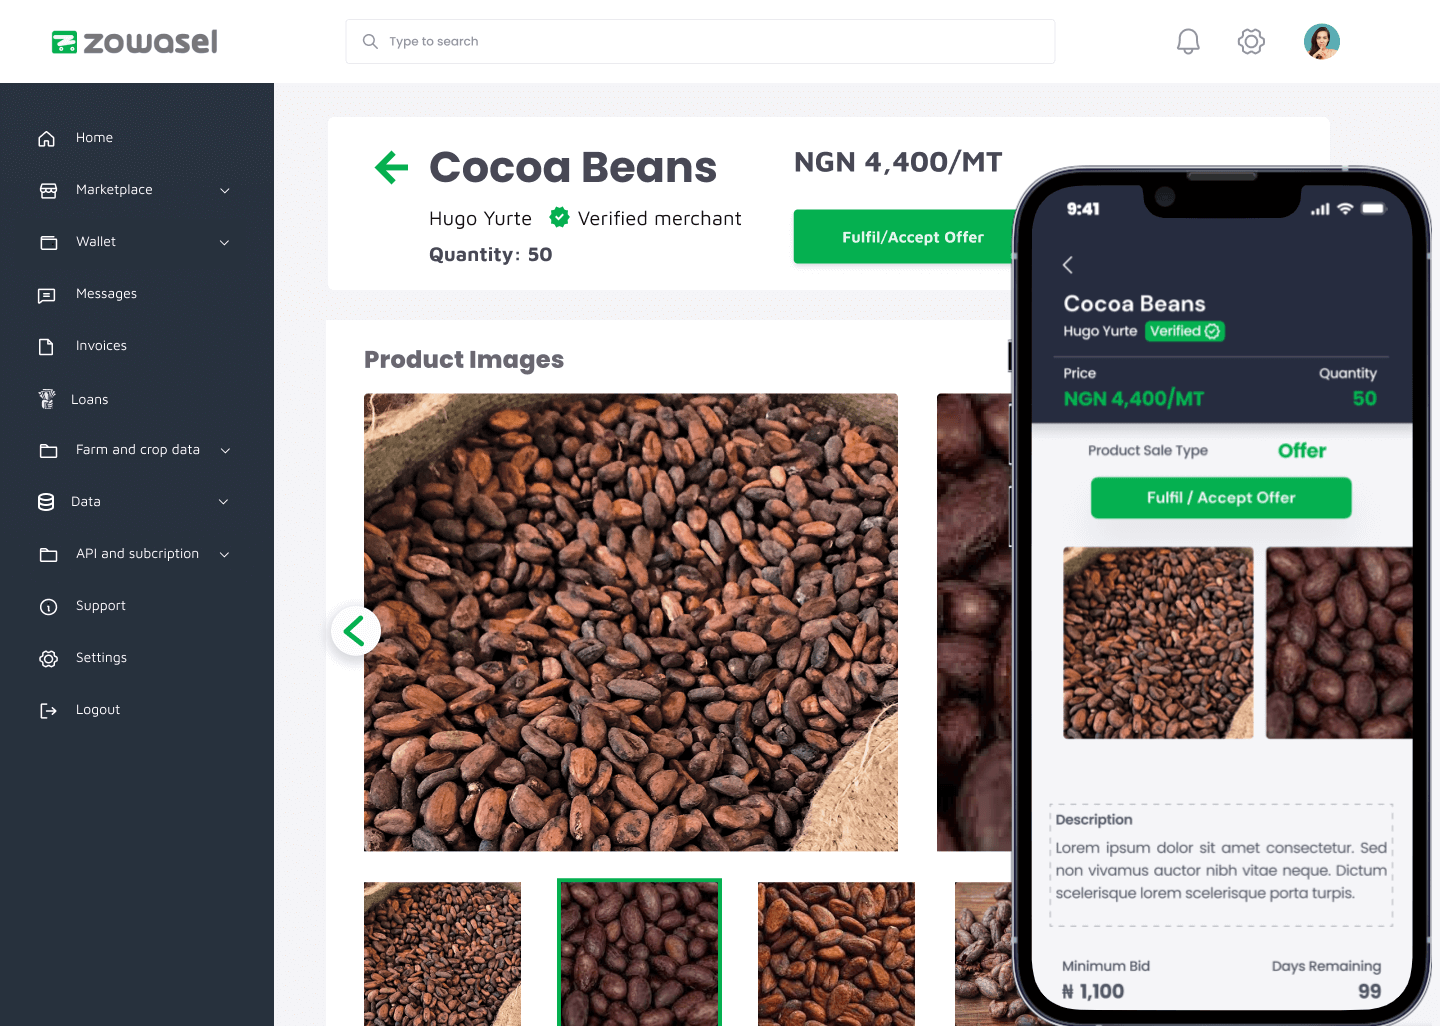 zowasel
Type to search
Home
Marketplace
Wallet
Messages
Invoices
Loans
Farm and crop data
Data
API and subcription
Support
Settings
Logout
Cocoa Beans
Hugo Yurte Verified merchant
Quantity: 50
NGN 4,400/MT
Fulfil/Accept Offer
Product Images
9:41
Cocoa Beans
Hugo Yurte Verified
Price Quantity
NGN 4,400/MT 50
Product Sale Type Offer
Fulfil / Accept Offer
Description
Lorem ipsum dolor sit amet consectetur. Sed
non vivamus auctor nibh vitae neque. Dictum
scelerisque lorem scelerisque porta turpis.
Minimum Bid Days Remaining
₦ 1,100 99